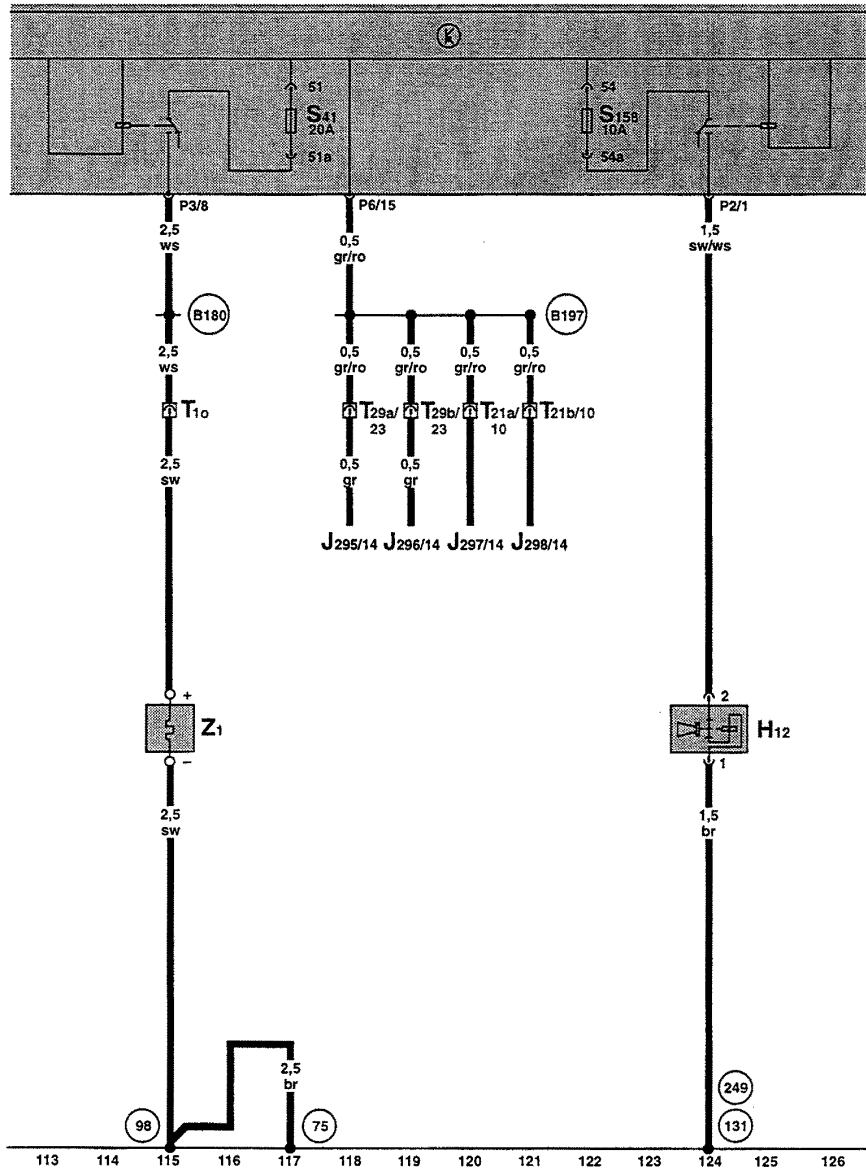 K
51
S41
20A
51a
54
S158
10A
54a
P3/8
P6/15
P2/1
2,5
ws
0,5
gr/ro
1,5
sw/ws
B180
B197
2,5
ws
0,5
gr/ro
0,5
gr/ro
0,5
gr/ro
0,5
gr/ro
T1o
T29a/
23
T29b/
23
T21a/
10
T21b/10
2,5
sw
0,5
gr
0,5
gr
J295/14
J296/14
J297/14
J298/14
+
Z1
–
2
H12
1
2,5
sw
1,5
br
2,5
br
98
75
249
131
113 114 115 116 117 118 119 120 121 122 123 124 125 126